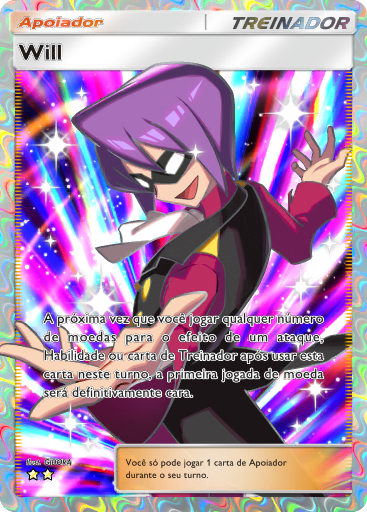 Apoiador
TREINADOR
Will
A próxima vez que você jogar qualquer número
de moedas para o efeito de um ataque,
Habilidade ou carta de Treinador após usar esta
carta neste turno, a primeira jogada de moeda
será definitivamente cara.
Ilus. GIDORA
Você só pode jogar 1 carta de Apoiador
durante o seu turno.